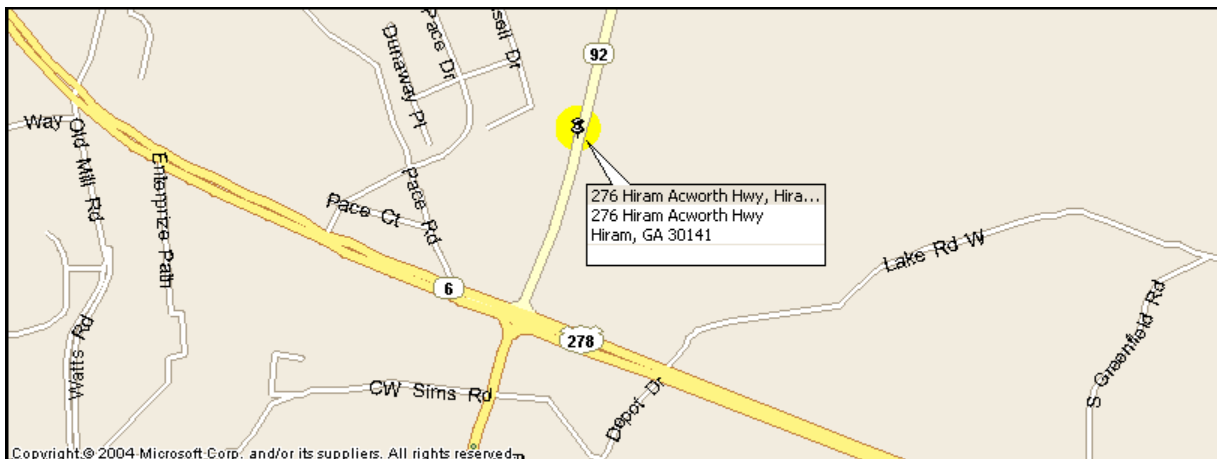 92
ssell Dr
Pace Dr
Dunaway Pl
Way
Old Mill Rd
Enterprize Path
Pace Ct
Pace Rd
276 Hiram Acworth Hwy, Hira...
276 Hiram Acworth Hwy
Hiram, GA 30141
Lake Rd W
6
278
S Greenfield Rd
Watts Rd
CW Sims Rd
Depot Dr
Copyright © 2004 Microsoft Corp. and/or its suppliers. All rights reserved.